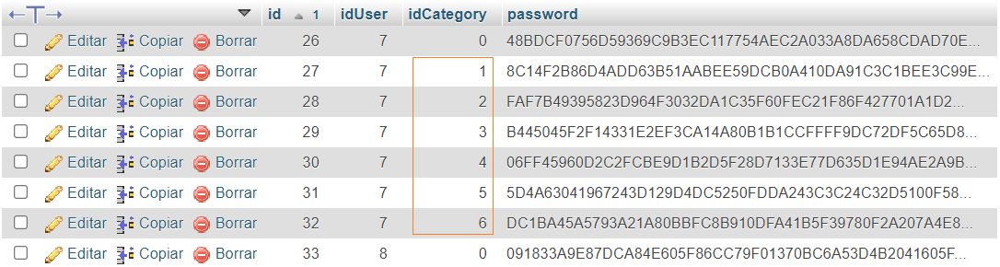 id 1 idUser idCategory password
Editar Copiar Borrar 26 7 0 48BDCF0756D59369C9B3EC117754AEC2A033A8DA658CDAD70E...
Editar Copiar Borrar 27 7 1 8C14F2B86D4ADD63B51AABEE59DCB0A410DA91C3C1BEE3C99E...
Editar Copiar Borrar 28 7 2 FAF7B49395823D964F3032DA1C35F60FEC21F86F427701A1D2...
Editar Copiar Borrar 29 7 3 B445045F2F14331E2EF3CA14A80B1B1CCFFFF9DC72DF5C65D8...
Editar Copiar Borrar 30 7 4 06FF45960D2C2FCBE9D1B2D5F28D7133E77D635D1E94AE2A9B...
Editar Copiar Borrar 31 7 5 5D4A63041967243D129D4DC5250FDDA243C3C24C32D5100F58...
Editar Copiar Borrar 32 7 6 DC1BA45A5793A21A80BBFC8B910DFA41B5F39780F2A207A4E8...
Editar Copiar Borrar 33 8 0 091833A9E87DCA84E605F86CC79F01370BC6A53D4B2041605F...